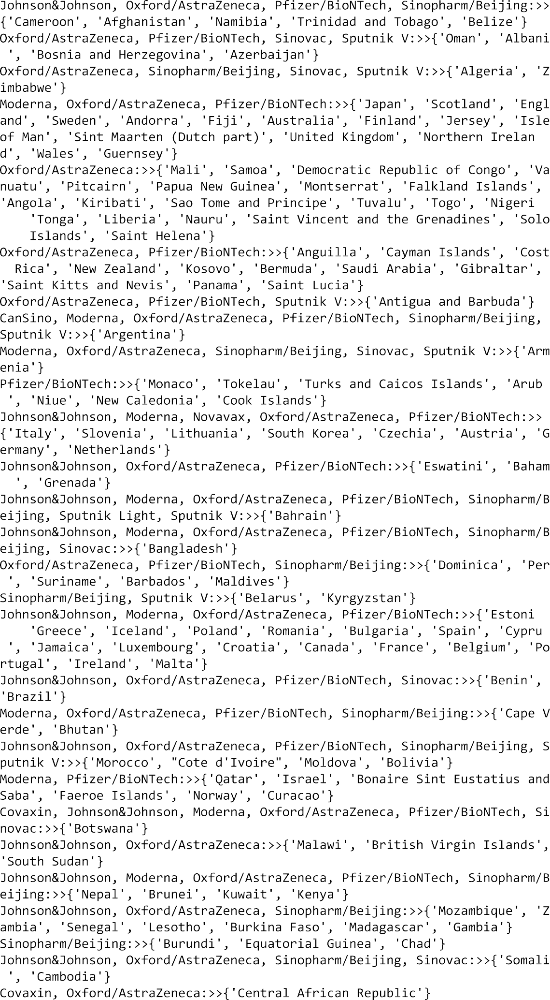 Johnson&Johnson, Oxford/AstraZeneca, Pfizer/BioNTech, Sinopharm/Beijing:>>
{'Cameroon', 'Afghanistan', 'Namibia', 'Trinidad and Tobago', 'Belize'}
Oxford/AstraZeneca, Pfizer/BioNTech, Sinovac, Sputnik V:>>{'Oman', 'Albani
', 'Bosnia and Herzegovina', 'Azerbaijan'}
Oxford/AstraZeneca, Sinopharm/Beijing, Sinovac, Sputnik V:>>{'Algeria', 'Z
imbabwe'}
Moderna, Oxford/AstraZeneca, Pfizer/BioNTech:>>{'Japan', 'Scotland', 'Engl
and', 'Sweden', 'Andorra', 'Fiji', 'Australia', 'Finland', 'Jersey', 'Isle
of Man', 'Sint Maarten (Dutch part)', 'United Kingdom', 'Northern Irelan
d', 'Wales', 'Guernsey'}
Oxford/AstraZeneca:>>{'Mali', 'Samoa', 'Democratic Republic of Congo', 'Va
nuatu', 'Pitcairn', 'Papua New Guinea', 'Montserrat', 'Falkland Islands',
'Angola', 'Kiribati', 'Sao Tome and Principe', 'Tuvalu', 'Togo', 'Nigeri
'Tonga', 'Liberia', 'Nauru', 'Saint Vincent and the Grenadines', 'Solo
Islands', 'Saint Helena'}
Oxford/AstraZeneca, Pfizer/BioNTech:>>{'Anguilla', 'Cayman Islands', 'Cost
Rica', 'New Zealand', 'Kosovo', 'Bermuda', 'Saudi Arabia', 'Gibraltar',
'Saint Kitts and Nevis', 'Panama', 'Saint Lucia'}
Oxford/AstraZeneca, Pfizer/BioNTech, Sputnik V:>>{'Antigua and Barbuda'}
CanSino, Moderna, Oxford/AstraZeneca, Pfizer/BioNTech, Sinopharm/Beijing,
Sputnik V:>>{'Argentina'}
Moderna, Oxford/AstraZeneca, Sinopharm/Beijing, Sinovac, Sputnik V:>>{'Arm
enia'}
Pfizer/BioNTech:>>{'Monaco', 'Tokelau', 'Turks and Caicos Islands', 'Arub
', 'Niue', 'New Caledonia', 'Cook Islands'}
Johnson&Johnson, Moderna, Novavax, Oxford/AstraZeneca, Pfizer/BioNTech:>>
{'Italy', 'Slovenia', 'Lithuania', 'South Korea', 'Czechia', 'Austria', 'G
ermany', 'Netherlands'}
Johnson&Johnson, Oxford/AstraZeneca, Pfizer/BioNTech:>>{'Eswatini', 'Baham
', 'Grenada'}
Johnson&Johnson, Moderna, Oxford/AstraZeneca, Pfizer/BioNTech, Sinopharm/B
eijing, Sputnik Light, Sputnik V:>>{'Bahrain'}
Johnson&Johnson, Moderna, Oxford/AstraZeneca, Pfizer/BioNTech, Sinopharm/B
eijing, Sinovac:>>{'Bangladesh'}
Oxford/AstraZeneca, Pfizer/BioNTech, Sinopharm/Beijing:>>{'Dominica', 'Per
', 'Suriname', 'Barbados', 'Maldives'}
Sinopharm/Beijing, Sputnik V:>>{'Belarus', 'Kyrgyzstan'}
Johnson&Johnson, Moderna, Oxford/AstraZeneca, Pfizer/BioNTech:>>{'Estoni
'Greece', 'Iceland', 'Poland', 'Romania', 'Bulgaria', 'Spain', 'Cypru
', 'Jamaica', 'Luxembourg', 'Croatia', 'Canada', 'France', 'Belgium', 'Po
rtugal', 'Ireland', 'Malta'}
Johnson&Johnson, Oxford/AstraZeneca, Pfizer/BioNTech, Sinovac:>>{'Benin',
'Brazil'}
Moderna, Oxford/AstraZeneca, Pfizer/BioNTech, Sinopharm/Beijing:>>{'Cape V
erde', 'Bhutan'}
Johnson&Johnson, Oxford/AstraZeneca, Pfizer/BioNTech, Sinopharm/Beijing, S
putnik V:>>{'Morocco', "Cote d'Ivoire", 'Moldova', 'Bolivia'}
Moderna, Pfizer/BioNTech:>>{'Qatar', 'Israel', 'Bonaire Sint Eustatius and
Saba', 'Faeroe Islands', 'Norway', 'Curacao'}
Covaxin, Johnson&Johnson, Moderna, Oxford/AstraZeneca, Pfizer/BioNTech, Si
novac:>>{'Botswana'}
Johnson&Johnson, Oxford/AstraZeneca:>>{'Malawi', 'British Virgin Islands',
'South Sudan'}
Johnson&Johnson, Moderna, Oxford/AstraZeneca, Pfizer/BioNTech, Sinopharm/B
eijing:>>{'Nepal', 'Brunei', 'Kuwait', 'Kenya'}
Johnson&Johnson, Oxford/AstraZeneca, Sinopharm/Beijing:>>{'Mozambique', 'Z
ambia', 'Senegal', 'Lesotho', 'Burkina Faso', 'Madagascar', 'Gambia'}
Sinopharm/Beijing:>>{'Burundi', 'Equatorial Guinea', 'Chad'}
Johnson&Johnson, Oxford/AstraZeneca, Sinopharm/Beijing, Sinovac:>>{'Somali
', 'Cambodia'}
Covaxin, Oxford/AstraZeneca:>>{'Central African Republic'}